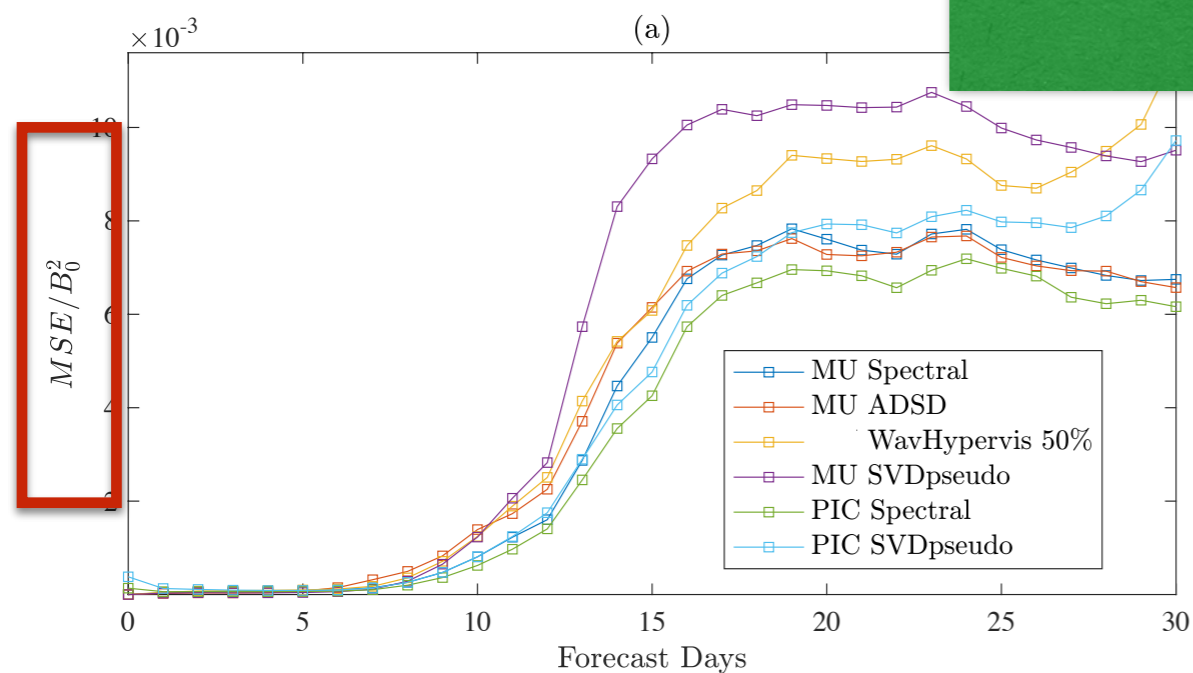 (a)
×10⁻³
10
8
6
4
2
MSE/B₀²
MU Spectral
MU ADSD
WavHypervis 50%
MU SVDpseudo
PIC Spectral
PIC SVDpseudo
0 5 10 15 20 25 30
Forecast Days